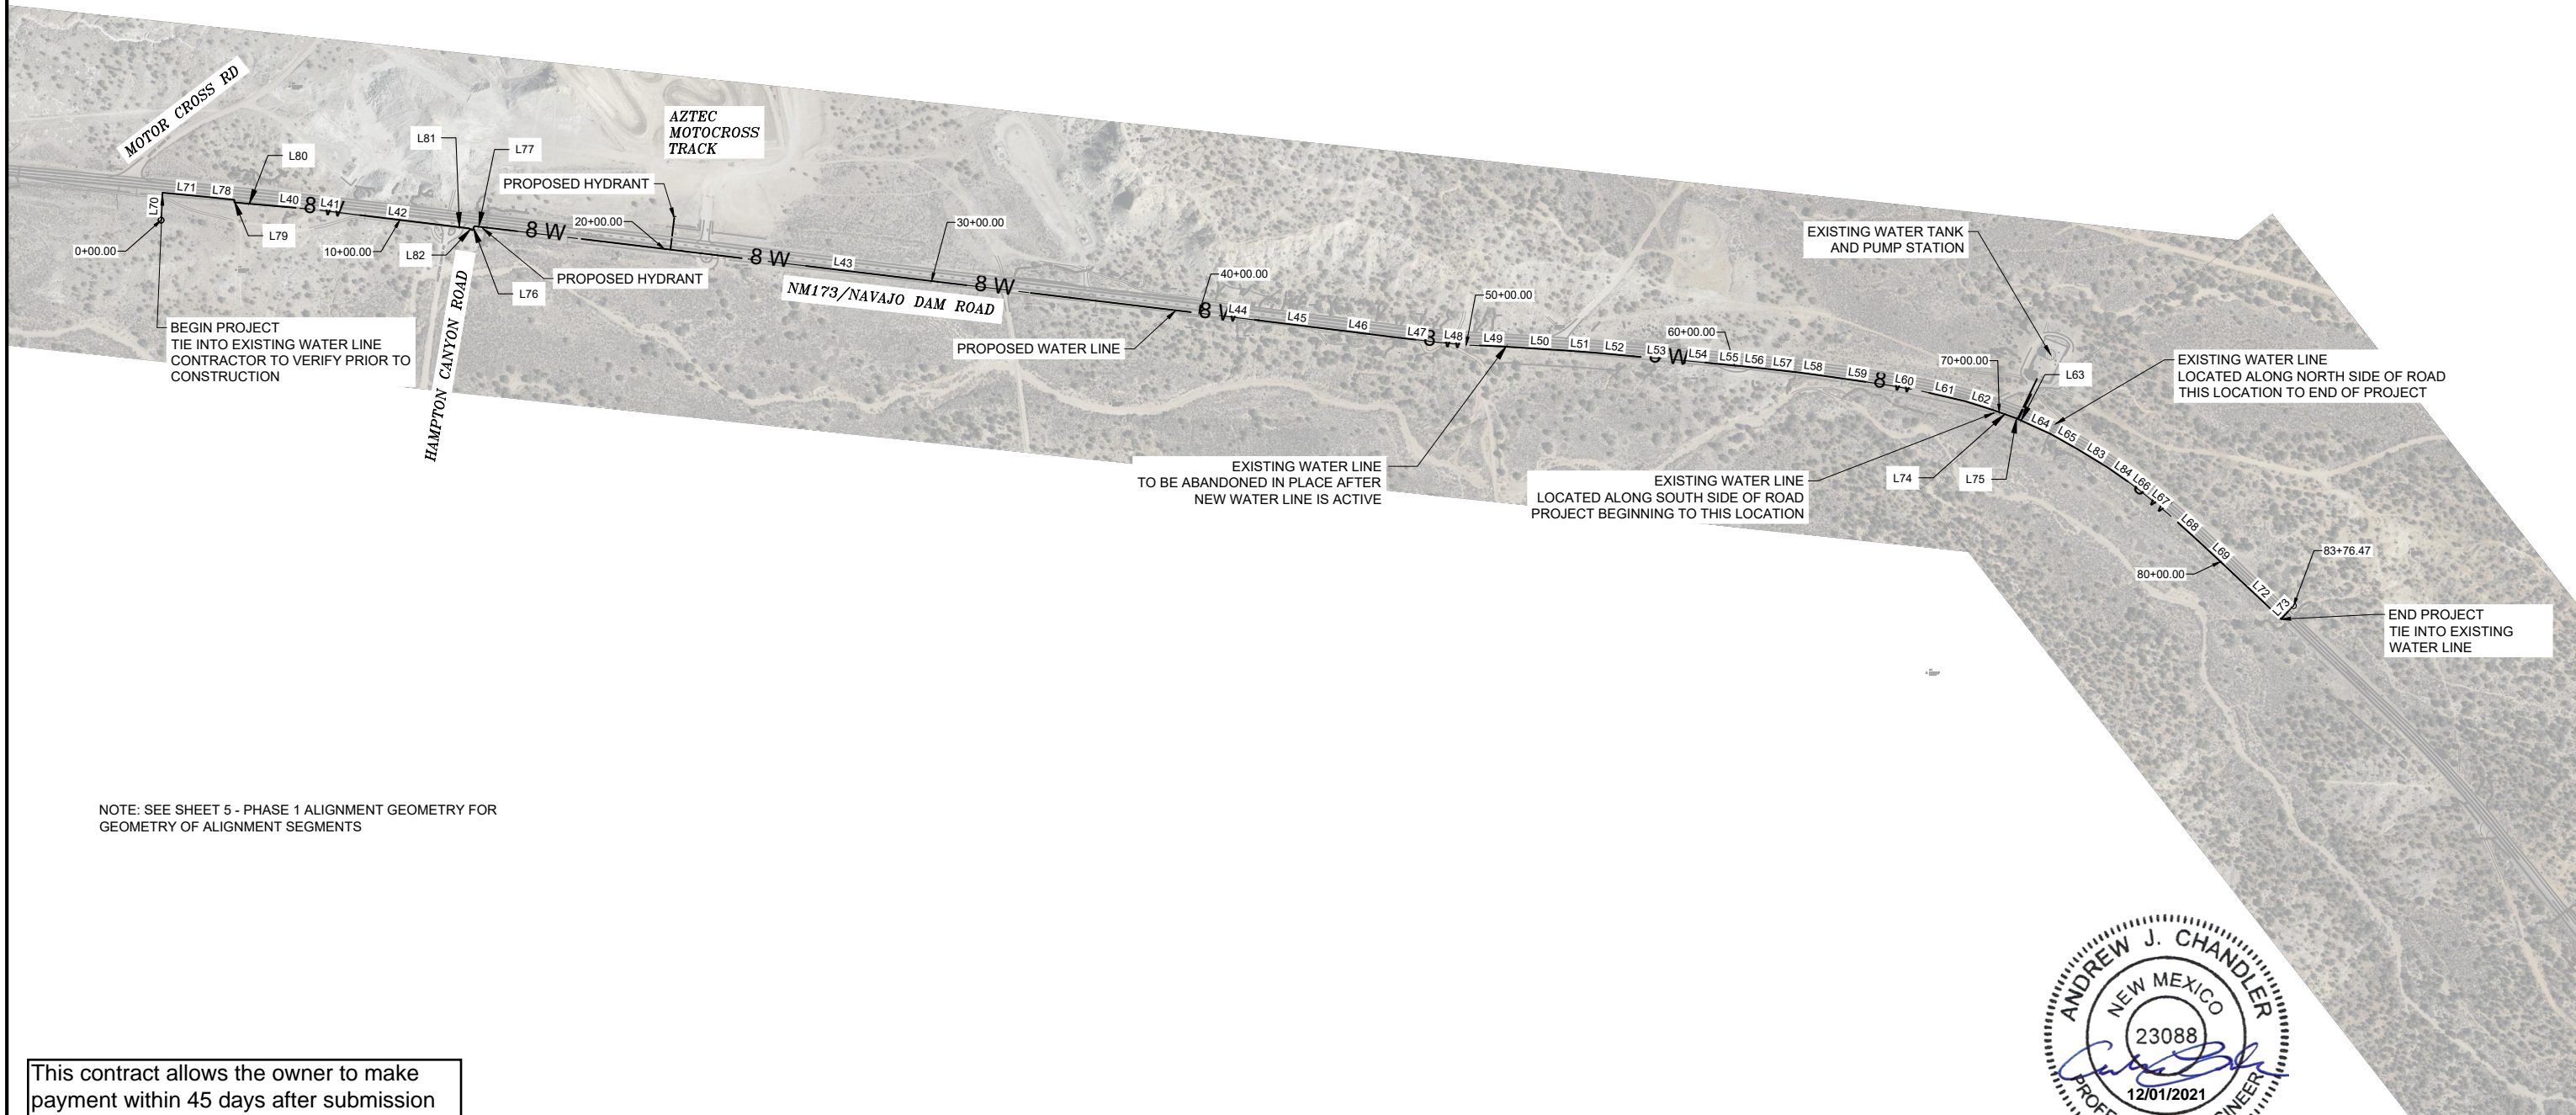 MOTOR CROSS RD
AZTEC
MOTOCROSS
TRACK
L81
L77
L80
PROPOSED HYDRANT
L71
L78
L70
L40
8 W
L41
L42
L79
0+00.00
10+00.00
L82
8 W
20+00.00
30+00.00
PROPOSED HYDRANT
L76
HAMPTON CANYON ROAD
8 W
L43
8 W
NM173/NAVAJO DAM ROAD
BEGIN PROJECT
TIE INTO EXISTING WATER LINE
CONTRACTOR TO VERIFY PRIOR TO
CONSTRUCTION
PROPOSED WATER LINE
40+00.00
8 W
L44
L45
L46
L47
8 W
L48
50+00.00
L49
L50
L51
L52
L53
8 W
60+00.00
L54
L55
L56
L57
L58
L59
8 W
L60
L61
L62
70+00.00
EXISTING WATER TANK
AND PUMP STATION
L63
EXISTING WATER LINE
LOCATED ALONG NORTH SIDE OF ROAD
THIS LOCATION TO END OF PROJECT
EXISTING WATER LINE
TO BE ABANDONED IN PLACE AFTER
NEW WATER LINE IS ACTIVE
EXISTING WATER LINE
LOCATED ALONG SOUTH SIDE OF ROAD
PROJECT BEGINNING TO THIS LOCATION
L74
L75
L64
L65
L83
L84
L66
L67
8 W
L68
L69
80+00.00
83+76.47
L72
L73
END PROJECT
TIE INTO EXISTING
WATER LINE
NOTE: SEE SHEET 5 - PHASE 1 ALIGNMENT GEOMETRY FOR
GEOMETRY OF ALIGNMENT SEGMENTS
This contract allows the owner to make
payment within 45 days after submission
ANDREW J. CHANDLER
NEW MEXICO
23088
12/01/2021